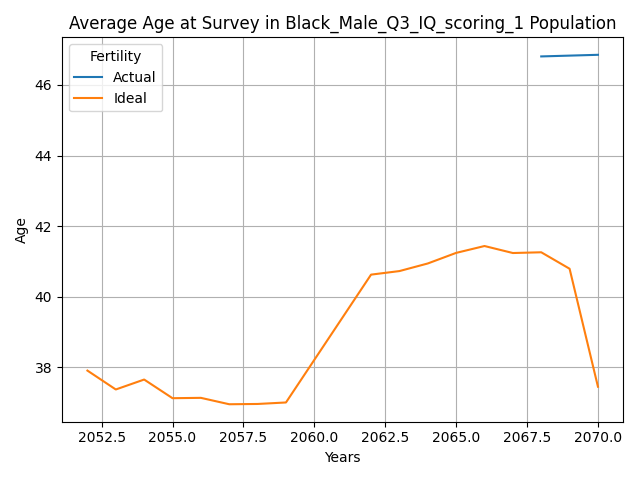 Average Age at Survey in Black_Male_Q3_IQ_scoring_1 Population
Fertility
Actual
Ideal
Age
46
44
42
40
38
2052.5 2055.0 2057.5 2060.0 2062.5 2065.0 2067.5 2070.0
Years